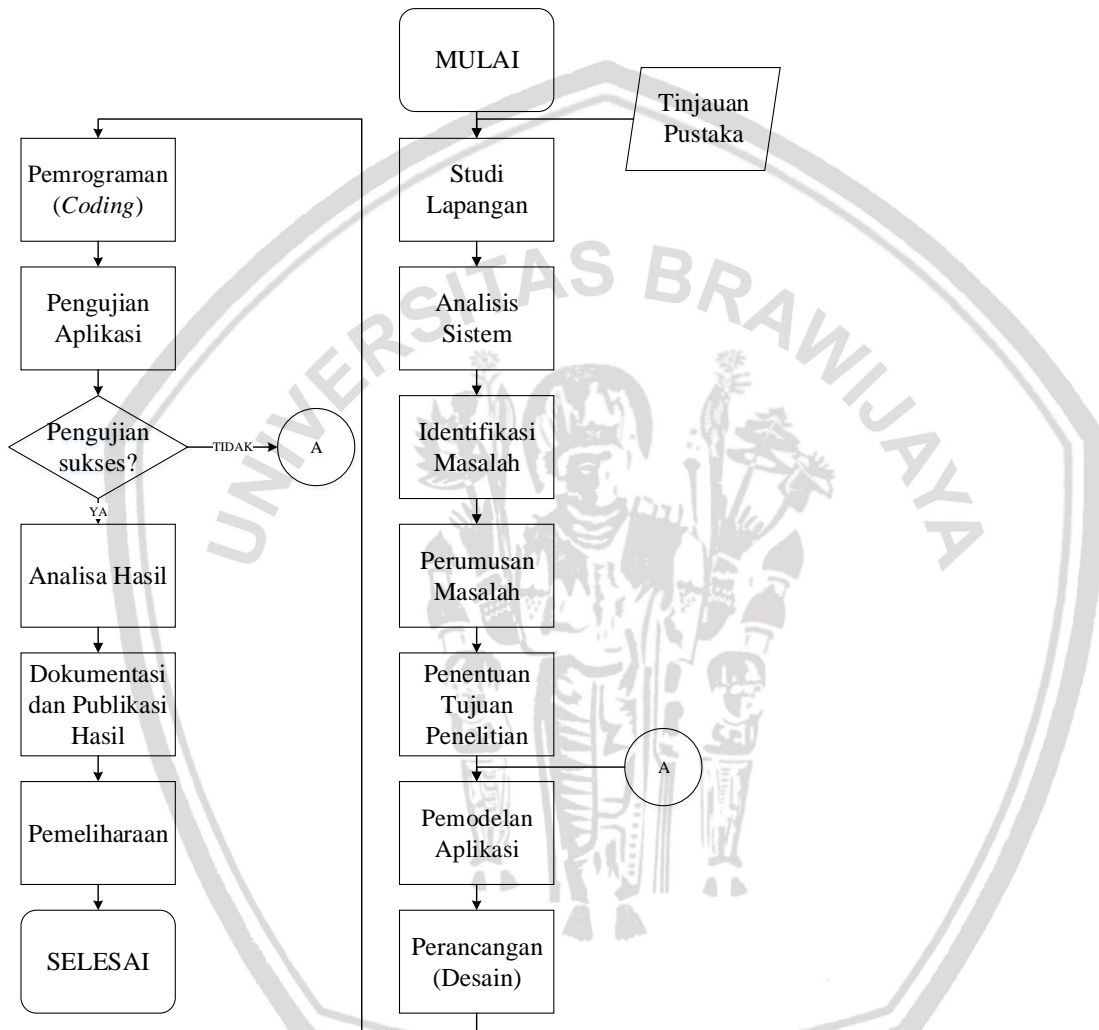 MULAI
Tinjauan
Pustaka
Studi
Lapangan
Analisis
Sistem
Identifikasi
Masalah
Perumusan
Masalah
Penentuan
Tujuan
Penelitian
A
Pemodelan
Aplikasi
Perancangan
(Desain)
Pemrograman
(Coding)
Pengujian
Aplikasi
Pengujian
sukses?
TIDAK
A
YA
Analisa Hasil
Dokumentasi
dan Publikasi
Hasil
Pemeliharaan
SELESAI
UNIVERSITAS BRAWIJAYA